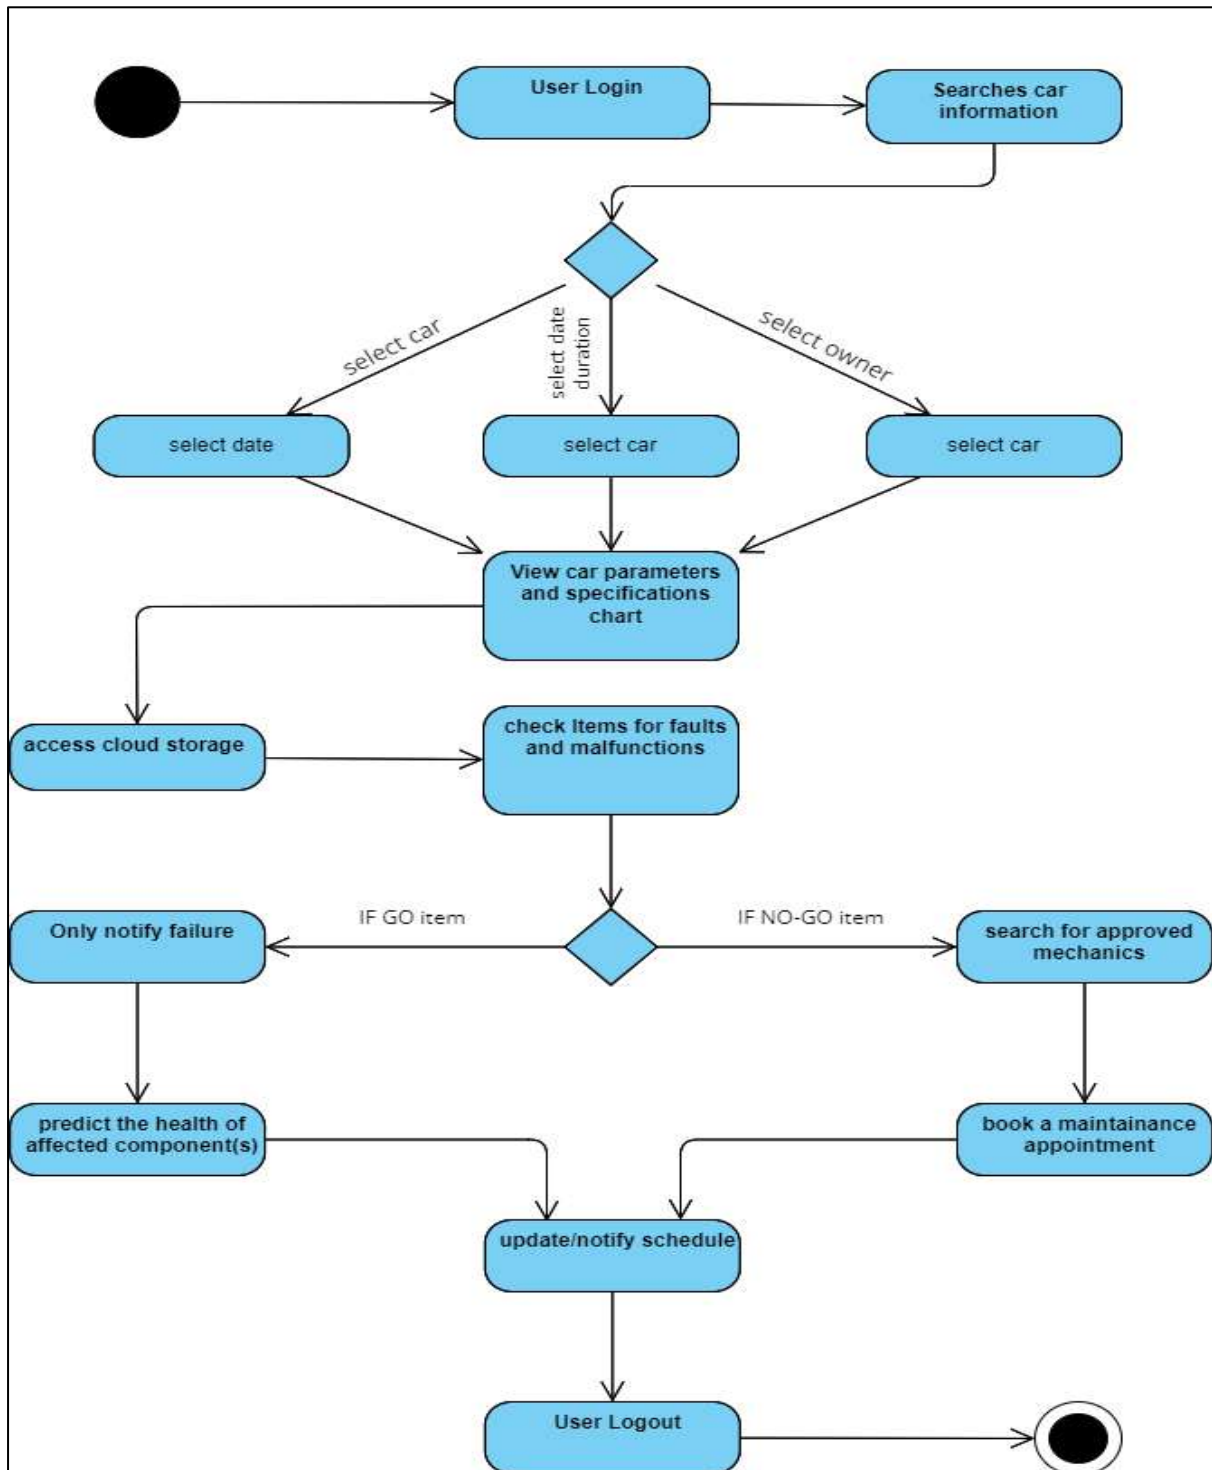 User Login
Searches car
information
select car
select date
duration
select owner
select date
select car
select car
View car parameters
and specifications
chart
access cloud storage
check Items for faults
and malfunctions
IF GO item
IF NO-GO item
Only notify failure
search for approved
mechanics
predict the health of
affected component(s)
book a maintainance
appointment
update/notify schedule
User Logout